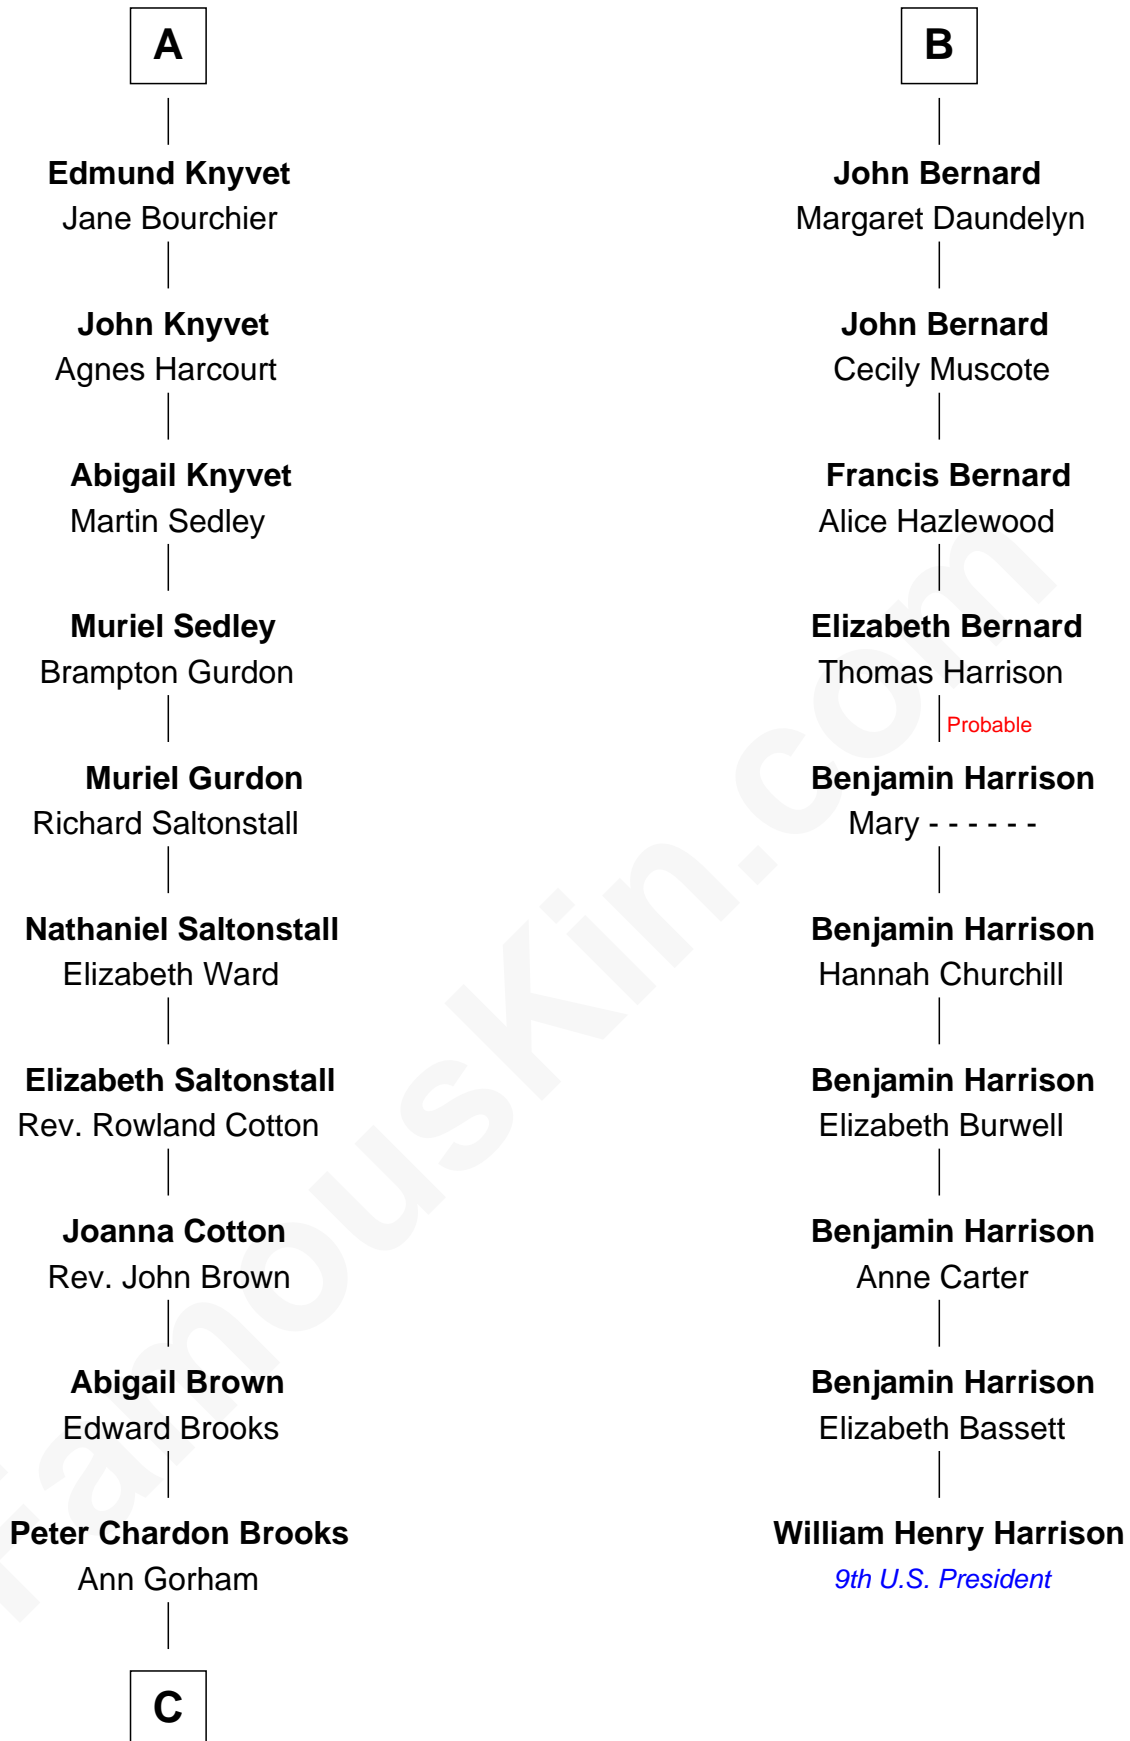 A
Edmund Knyvet
Jane Bourchier
John Knyvet
Agnes Harcourt
Abigail Knyvet
Martin Sedley
Muriel Sedley
Brampton Gurdon
Muriel Gurdon
Richard Saltonstall
Nathaniel Saltonstall
Elizabeth Ward
Elizabeth Saltonstall
Rev. Rowland Cotton
Joanna Cotton
Rev. John Brown
Abigail Brown
Edward Brooks
Peter Chardon Brooks
Ann Gorham
C
B
John Bernard
Margaret Daundelyn
John Bernard
Cecily Muscote
Francis Bernard
Alice Hazlewood
Elizabeth Bernard
Thomas Harrison
Probable
Benjamin Harrison
Mary - - - - - -
Benjamin Harrison
Hannah Churchill
Benjamin Harrison
Elizabeth Burwell
Benjamin Harrison
Anne Carter
Benjamin Harrison
Elizabeth Bassett
William Henry Harrison
9th U.S. President
FamousKin.com